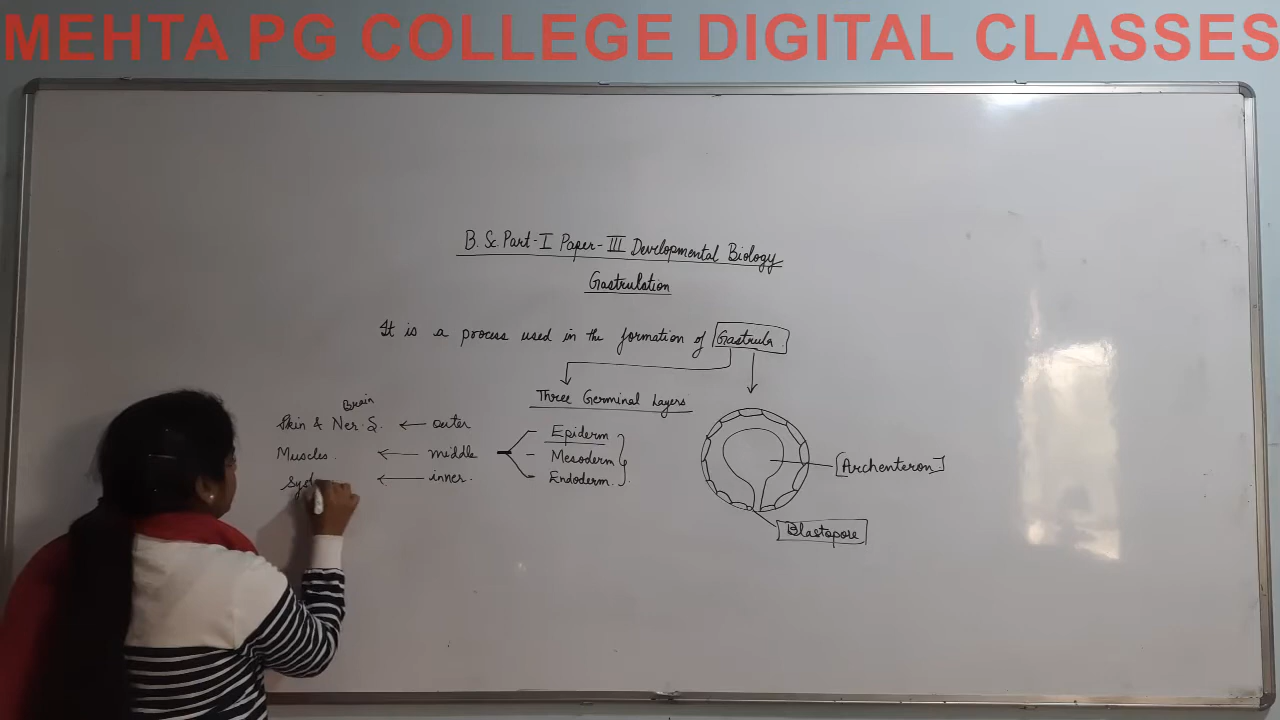 MEHTA PG COLLEGE DIGITAL CLASSES
B. Sc. Part-I Paper-III Developmental Biology
Gastrulation
It is a process used in the formation of Gastrula
Three Germinal Layers
Brain
Skin & Ner. S. ← outer
Epiderm
Muscles. ← middle
Mesoderm
← inner.
Endoderm.
[Archenteron]
Blastopore